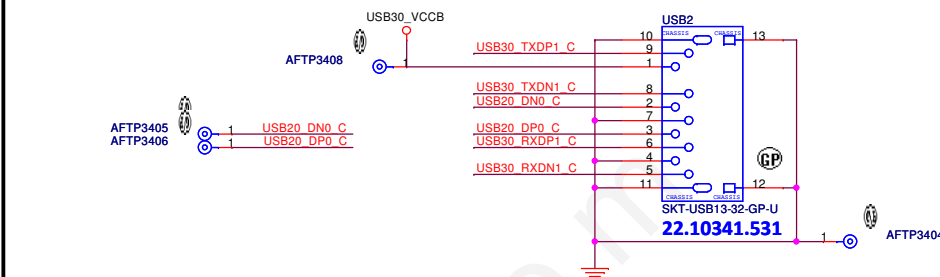 USB30_VCCB
USB2
AFTP3408
1
10 CHASSIS CHASSIS 13
USB30_TXDP1_C 9
1
USB30_TXDN1_C 8
USB20_DN0_C 2
7
AFTP3405 1 USB20_DN0_C
AFTP3406 1 USB20_DP0_C
USB20_DP0_C 3
USB30_RXDP1_C 6
4
USB30_RXDN1_C 5
GP
11 CHASSIS CHASSIS 12
SKT-USB13-32-GP-U
22.10341.531
1 AFTP3404